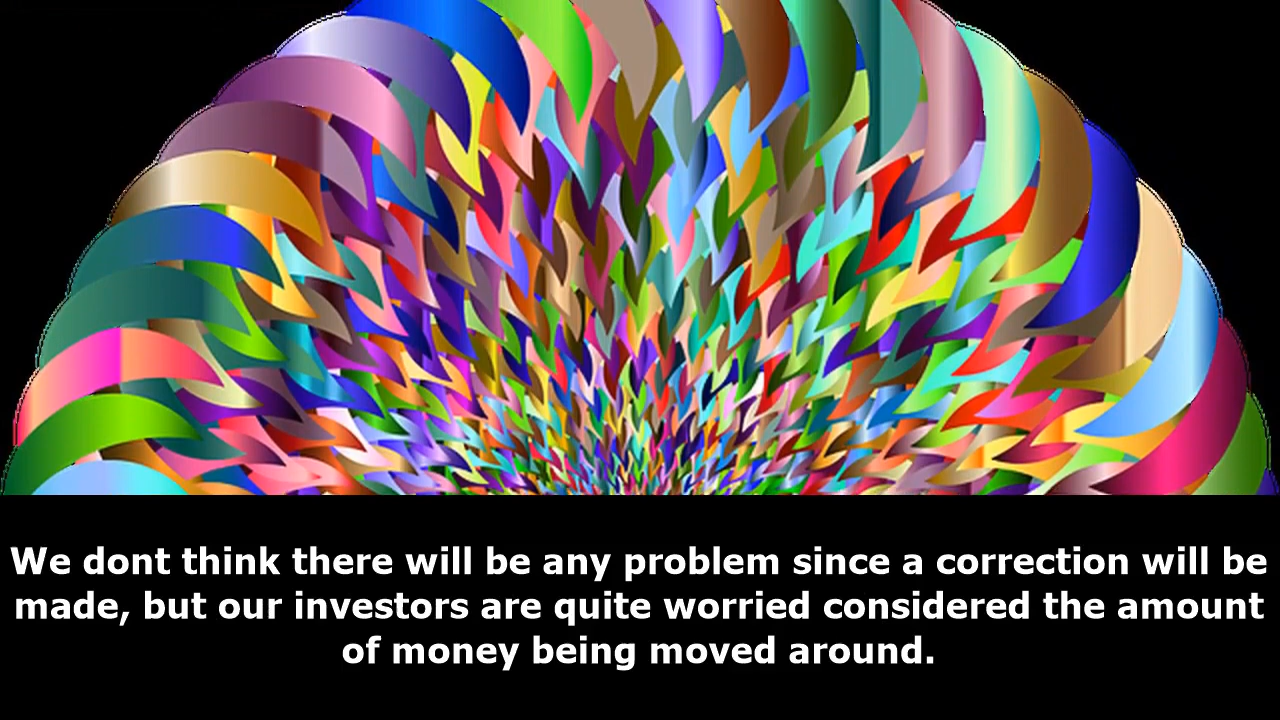 We dont think there will be any problem since a correction will be
made, but our investors are quite worried considered the amount
of money being moved around.